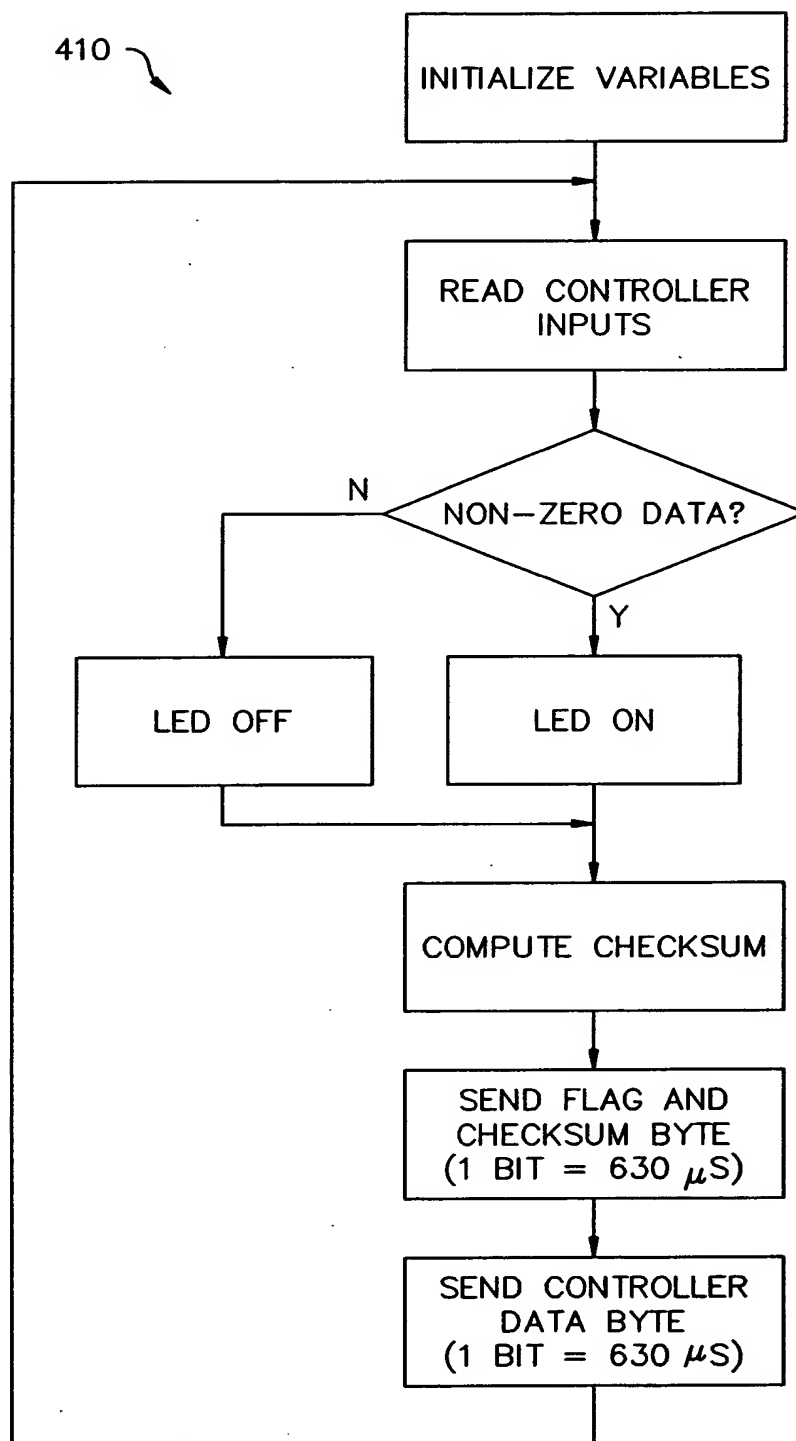 410
INITIALIZE VARIABLES
READ CONTROLLER
INPUTS
NON-ZERO DATA?
N
Y
LED OFF
LED ON
COMPUTE CHECKSUM
SEND FLAG AND
CHECKSUM BYTE
(1 BIT = 630 μS)
SEND CONTROLLER
DATA BYTE
(1 BIT = 630 μS)